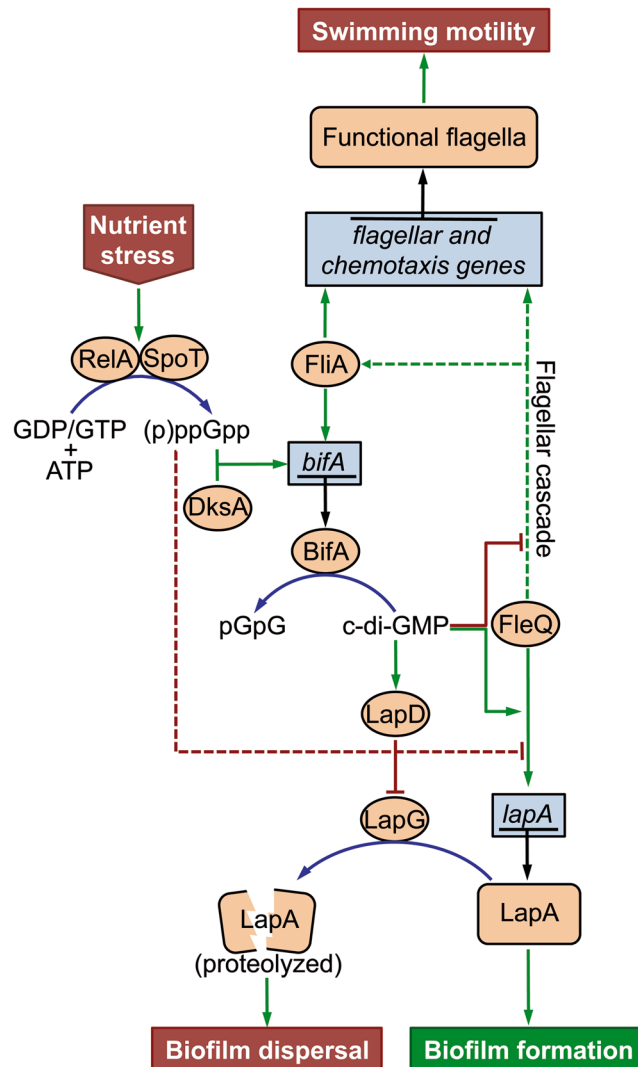 Swimming motility
Functional flagella
flagellar and
chemotaxis genes
Nutrient
stress
RelA
SpoT
FliA
GDP/GTP
+
ATP
(p)ppGpp
bifA
DksA
BifA
Flagellar cascade
pGpG
c-di-GMP
FleQ
LapD
LapG
lapA
LapA
(proteolyzed)
LapA
Biofilm dispersal
Biofilm formation